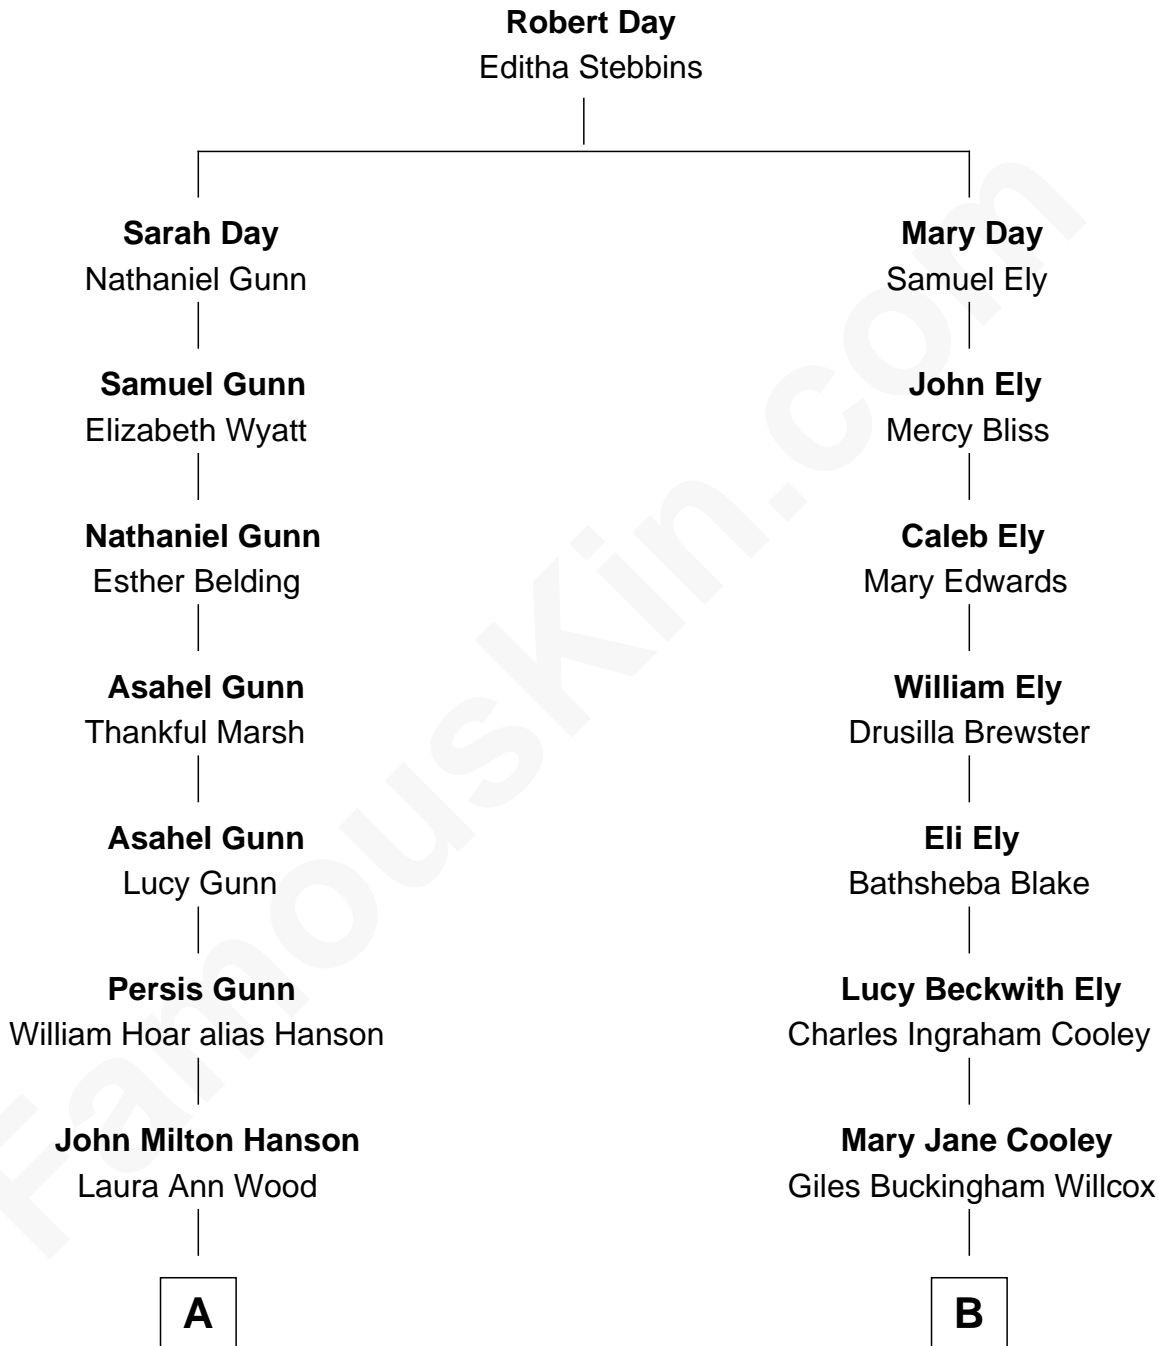 Robert Day
Editha Stebbins
Sarah Day
Nathaniel Gunn
Mary Day
Samuel Ely
Samuel Gunn
Elizabeth Wyatt
John Ely
Mercy Bliss
Nathaniel Gunn
Esther Belding
Caleb Ely
Mary Edwards
Asahel Gunn
Thankful Marsh
William Ely
Drusilla Brewster
Asahel Gunn
Lucy Gunn
Eli Ely
Bathsheba Blake
Persis Gunn
William Hoar alias Hanson
Lucy Beckwith Ely
Charles Ingraham Cooley
John Milton Hanson
Laura Ann Wood
Mary Jane Cooley
Giles Buckingham Willcox
A
B
FamousKin.com